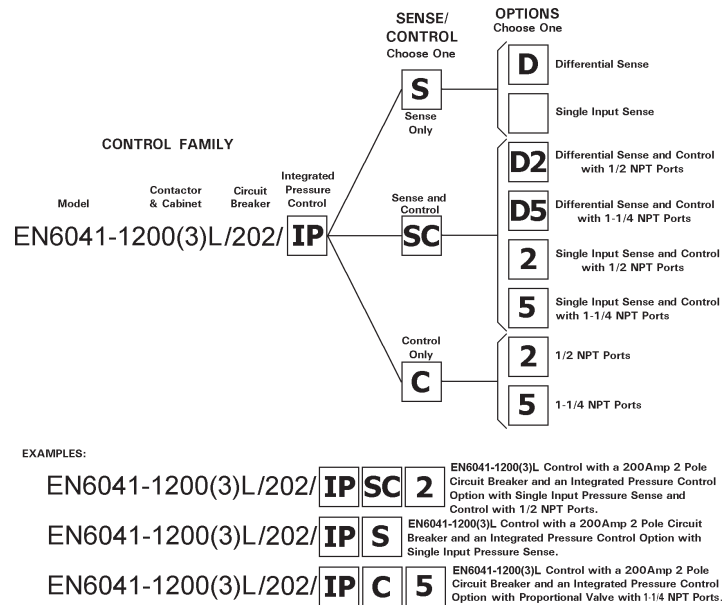 SENSE/
CONTROL
Choose One
OPTIONS
Choose One
S
Sense
Only
D
Differential Sense
Single Input Sense
CONTROL FAMILY
Model
Contactor
& Cabinet
Circuit
Breaker
Integrated
Pressure
Control
EN6041-1200(3)L/202/ IP
Sense and
Control
SC
D2
Differential Sense and Control
with 1/2 NPT Ports
D5
Differential Sense and Control
with 1-1/4 NPT Ports
2
Single Input Sense and Control
with 1/2 NPT Ports
5
Single Input Sense and Control
with 1-1/4 NPT Ports
Control
Only
C
2
1/2 NPT Ports
5
1-1/4 NPT Ports
EXAMPLES:
EN6041-1200(3)L/202/ IP SC 2
EN6041-1200(3)L Control with a 200Amp 2 Pole
Circuit Breaker and an Integrated Pressure Control
Option with Single Input Pressure Sense and
Control with 1/2 NPT Ports.
EN6041-1200(3)L/202/ IP S
EN6041-1200(3)L Control with a 200Amp 2 Pole Circuit
Breaker and an Integrated Pressure Control Option with
Single Input Pressure Sense.
EN6041-1200(3)L/202/ IP C 5
EN6041-1200(3)L Control with a 200Amp 2 Pole
Circuit Breaker and an Integrated Pressure Control
Option with Proportional Valve with 1-1/4 NPT Ports.